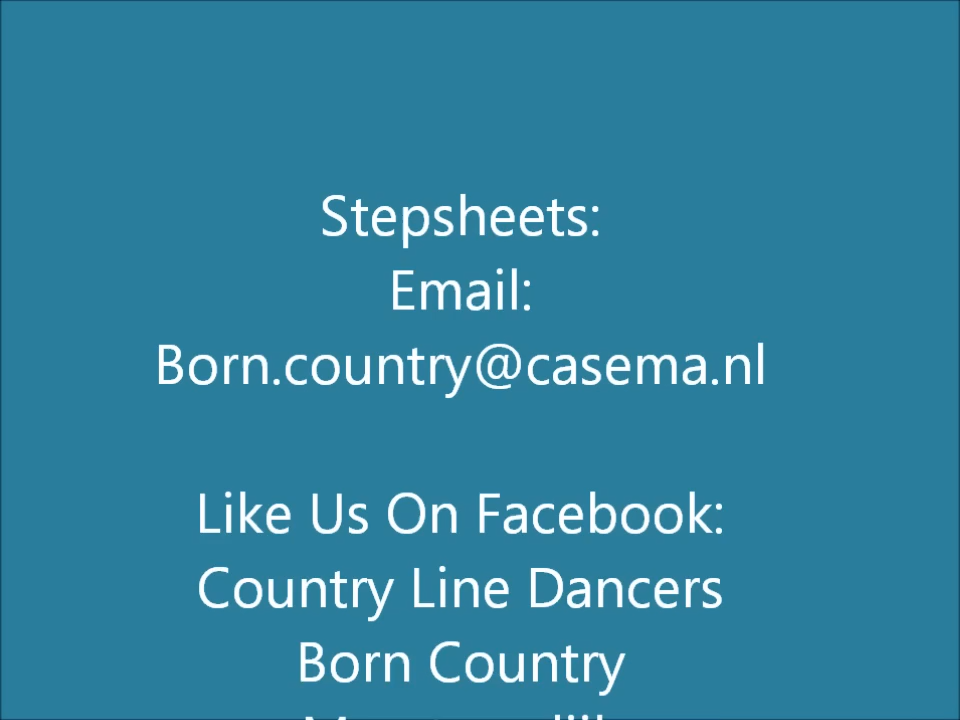 Stepsheets:
Email:
Born.country@casema.nl
Like Us On Facebook:
Country Line Dancers
Born Country